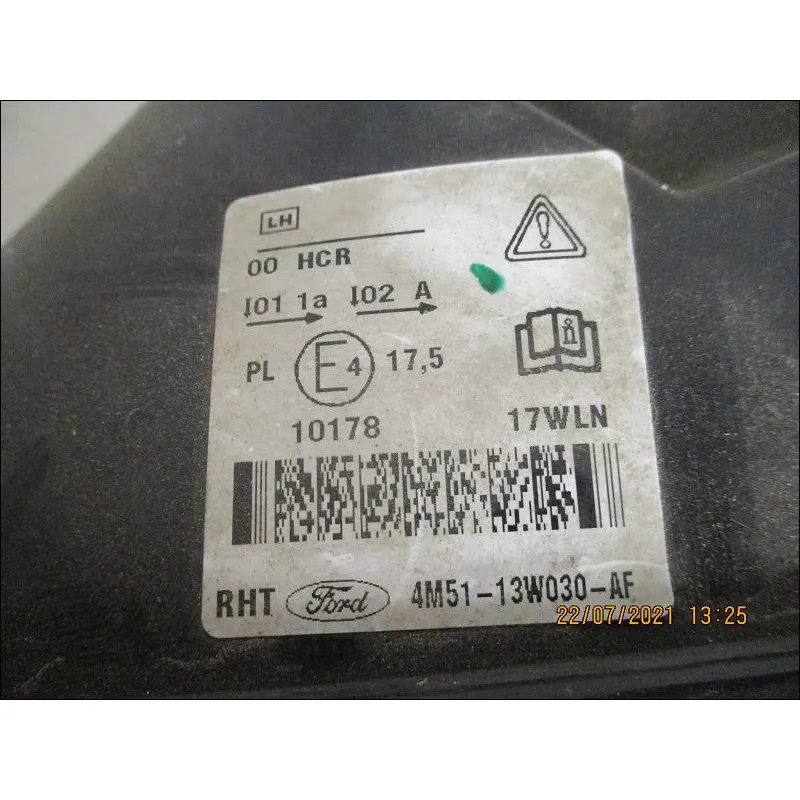 LH
00 HCR
I01 1a I02 A
PL E4 17,5
10178 17WLN
RHT Ford 4M51-13W030-AF
22/07/2021 13:25